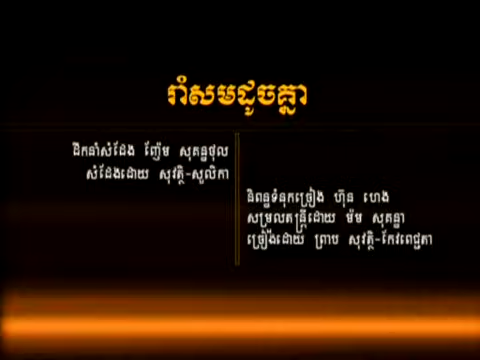 រាំសមដូចគ្នា
ដឹកនាំសំដែង ញ៉ែម សុគន្ធថុល
សំដែងដោយ សុវត្ថិ-សូលិកា
និពន្ធទំនុកច្រៀង ហ៊ុន ហេង
សម្រួលតន្ត្រីដោយ ម៉ម សុគន្ធា
ច្រៀងដោយ ព្រាប សុវត្ថិ-កែវពេជ្ជតា